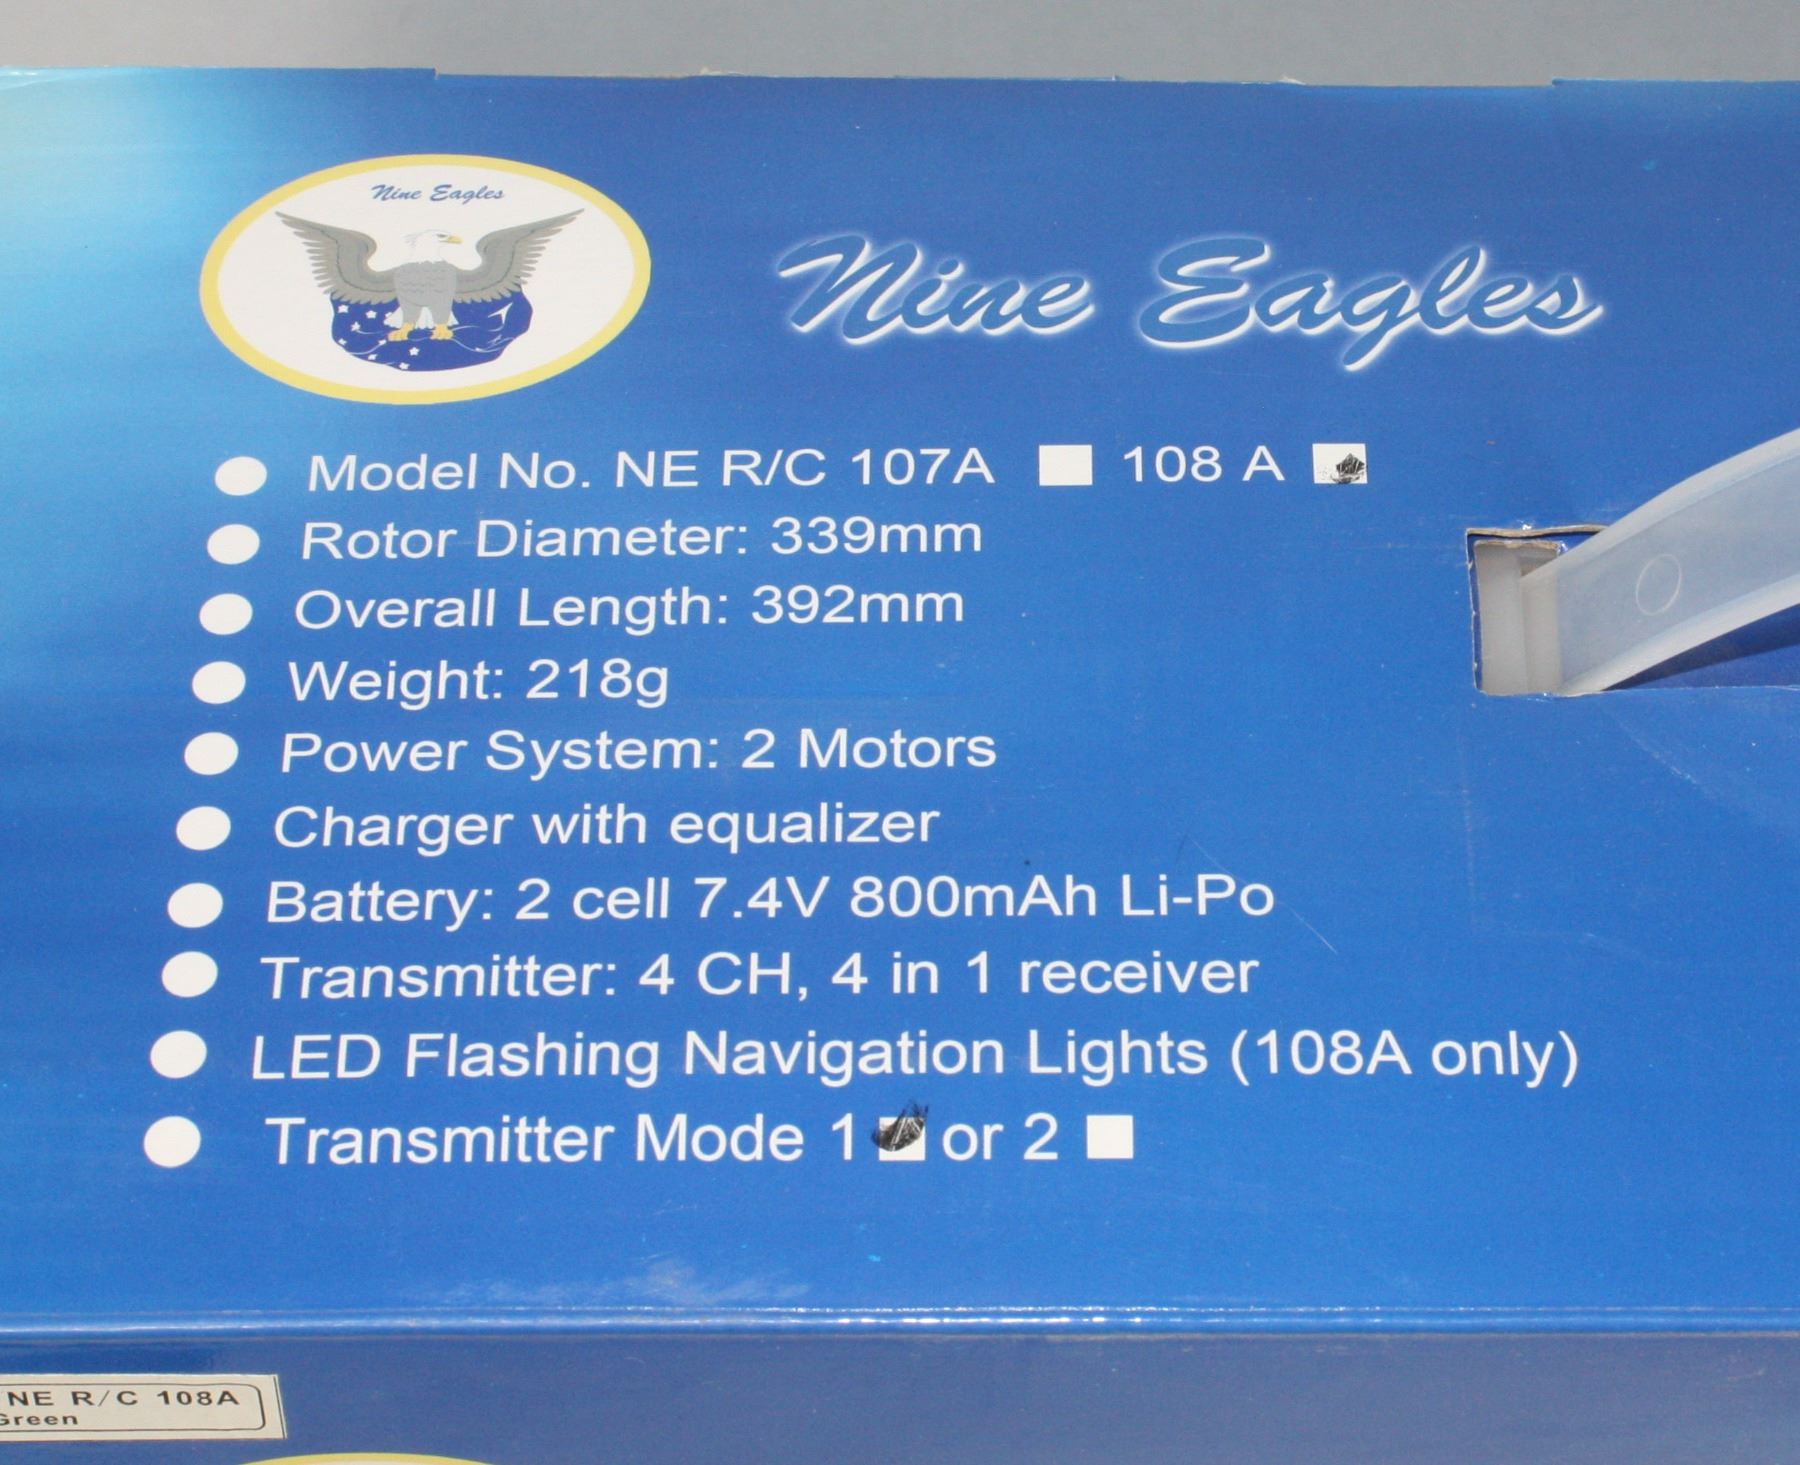 Nine Eagles
Nine Eagles
Model No. NE R/C 107A 108 A
Rotor Diameter: 339mm
Overall Length: 392mm
Weight: 218g
Power System: 2 Motors
Charger with equalizer
Battery: 2 cell 7.4V 800mAh Li-Po
Transmitter: 4 CH, 4 in 1 receiver
LED Flashing Navigation Lights (108A only)
Transmitter Mode 1 or 2
NE R/C 108A
Green